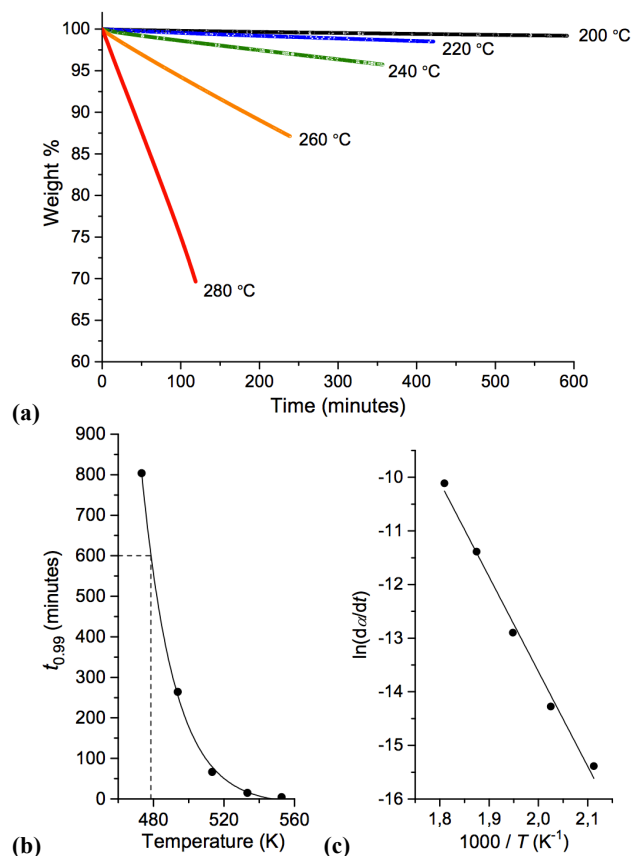 100
95
90
85
80
75
70
65
60
Weight %
200 °C
220 °C
240 °C
260 °C
280 °C
0 100 200 300 400 500 600
Time (minutes)
(a)
900
800
700
600
500
400
300
200
100
0
t0.99 (minutes)
480 520 560
Temperature (K)
(b)
-10
-11
-12
-13
-14
-15
-16
ln(dα/dt)
1,8 1,9 2,0 2,1
1000 / T (K-1)
(c)